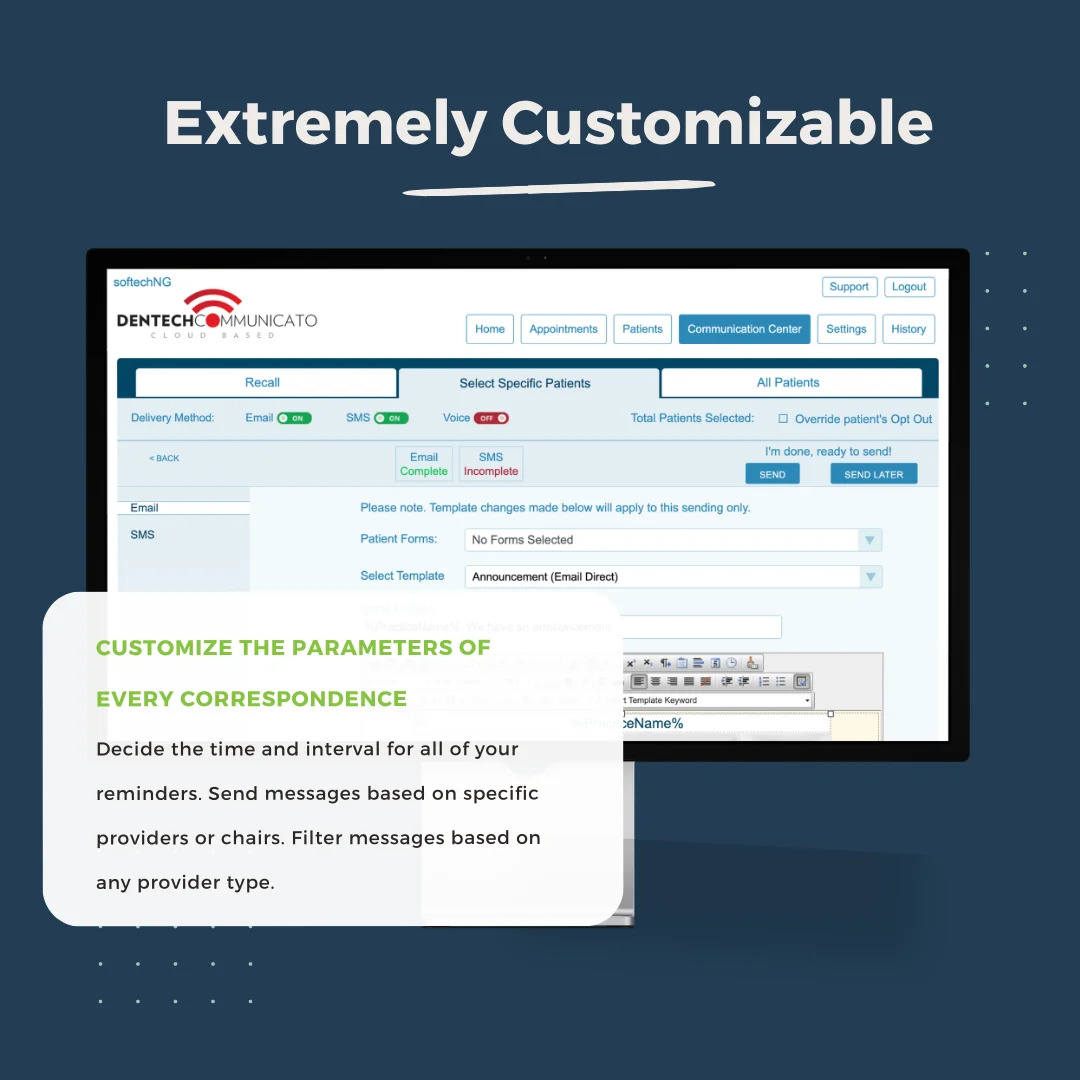 Extremely Customizable
softechNG
Support Logout
DENTECHCOMMUNICATO
CLOUD BASED
Home Appointments Patients Communication Center Settings History
Recall Select Specific Patients All Patients
Delivery Method: Email ON SMS ON Voice OFF Total Patients Selected: Override patient's Opt Out
I'm done, ready to send!
< BACK
Email SMS
Complete Incomplete
SEND SEND LATER
Email
SMS
Please note. Template changes made below will apply to this sending only.
Patient Forms: No Forms Selected
Select Template Announcement (Email Direct)
%PracticeName% We have an announcement
Template Keyword
%PracticeName%
CUSTOMIZE THE PARAMETERS OF
EVERY CORRESPONDENCE
Decide the time and interval for all of your
reminders. Send messages based on specific
providers or chairs. Filter messages based on
any provider type.